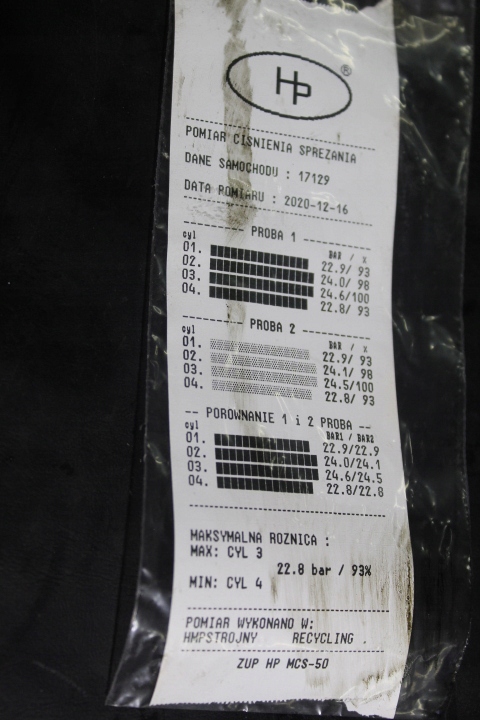 HP ®
POMIAR CISNIENIA SPREZANIA
DANE SAMOCHODU : 17129
DATA POMIARU : 2020-12-16
PROBA 1
cyl BAR / %
01. 22.9/ 93
02. 24.0/ 98
03. 24.6/100
04. 22.8/ 93
PROBA 2
cyl BAR / %
01. 22.9/ 93
02. 24.1/ 98
03. 24.5/100
04. 22.8/ 93
-- POROWNANIE 1 i 2 PROBA --
cyl BAR1 / BAR2
01. 22.9/22.9
02. 24.0/24.1
03. 24.6/24.5
04. 22.8/22.8
MAKSYMALNA ROZNICA :
MAX: CYL 3
22.8 bar / 93%
MIN: CYL 4
POMIAR WYKONANO W:
HMPSTROJNY RECYCLING .
ZUP HP MCS-50